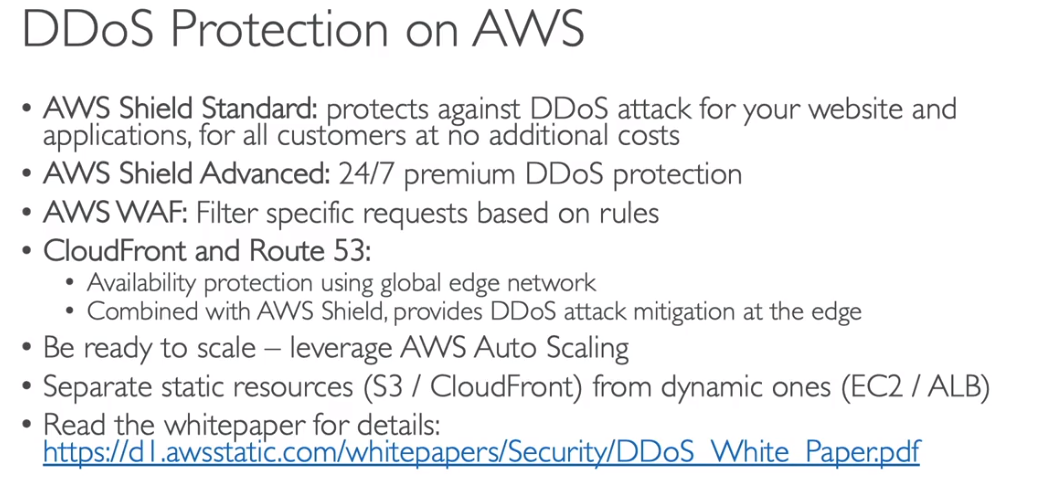 DDoS Protection on AWS
• AWS Shield Standard: protects against DDoS attack for your website and
applications, for all customers at no additional costs
• AWS Shield Advanced: 24/7 premium DDoS protection
• AWS WAF: Filter specific requests based on rules
• CloudFront and Route 53:
• Availability protection using global edge network
• Combined with AWS Shield, provides DDoS attack mitigation at the edge
• Be ready to scale – leverage AWS Auto Scaling
• Separate static resources (S3 / CloudFront) from dynamic ones (EC2 / ALB)
• Read the whitepaper for details:
https://d1.awsstatic.com/whitepapers/Security/DDoS_White_Paper.pdf